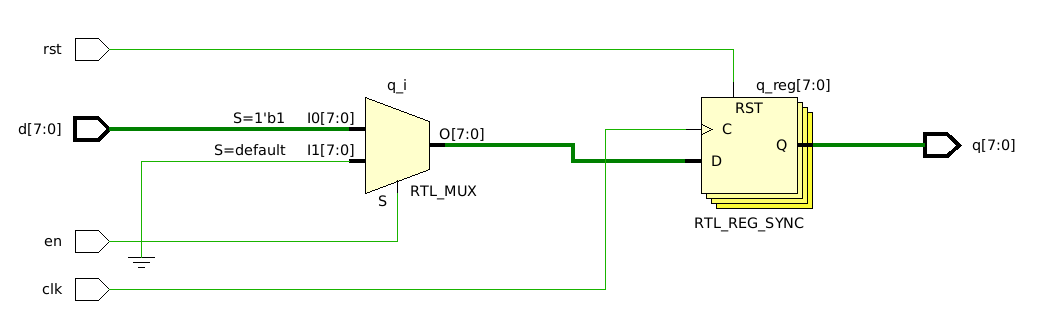 rst
q_i
q_reg[7:0]
RST
d[7:0]
S=1'b1
I0[7:0]
O[7:0]
C
S=default
I1[7:0]
D
Q
q[7:0]
RTL_MUX
S
RTL_REG_SYNC
en
clk